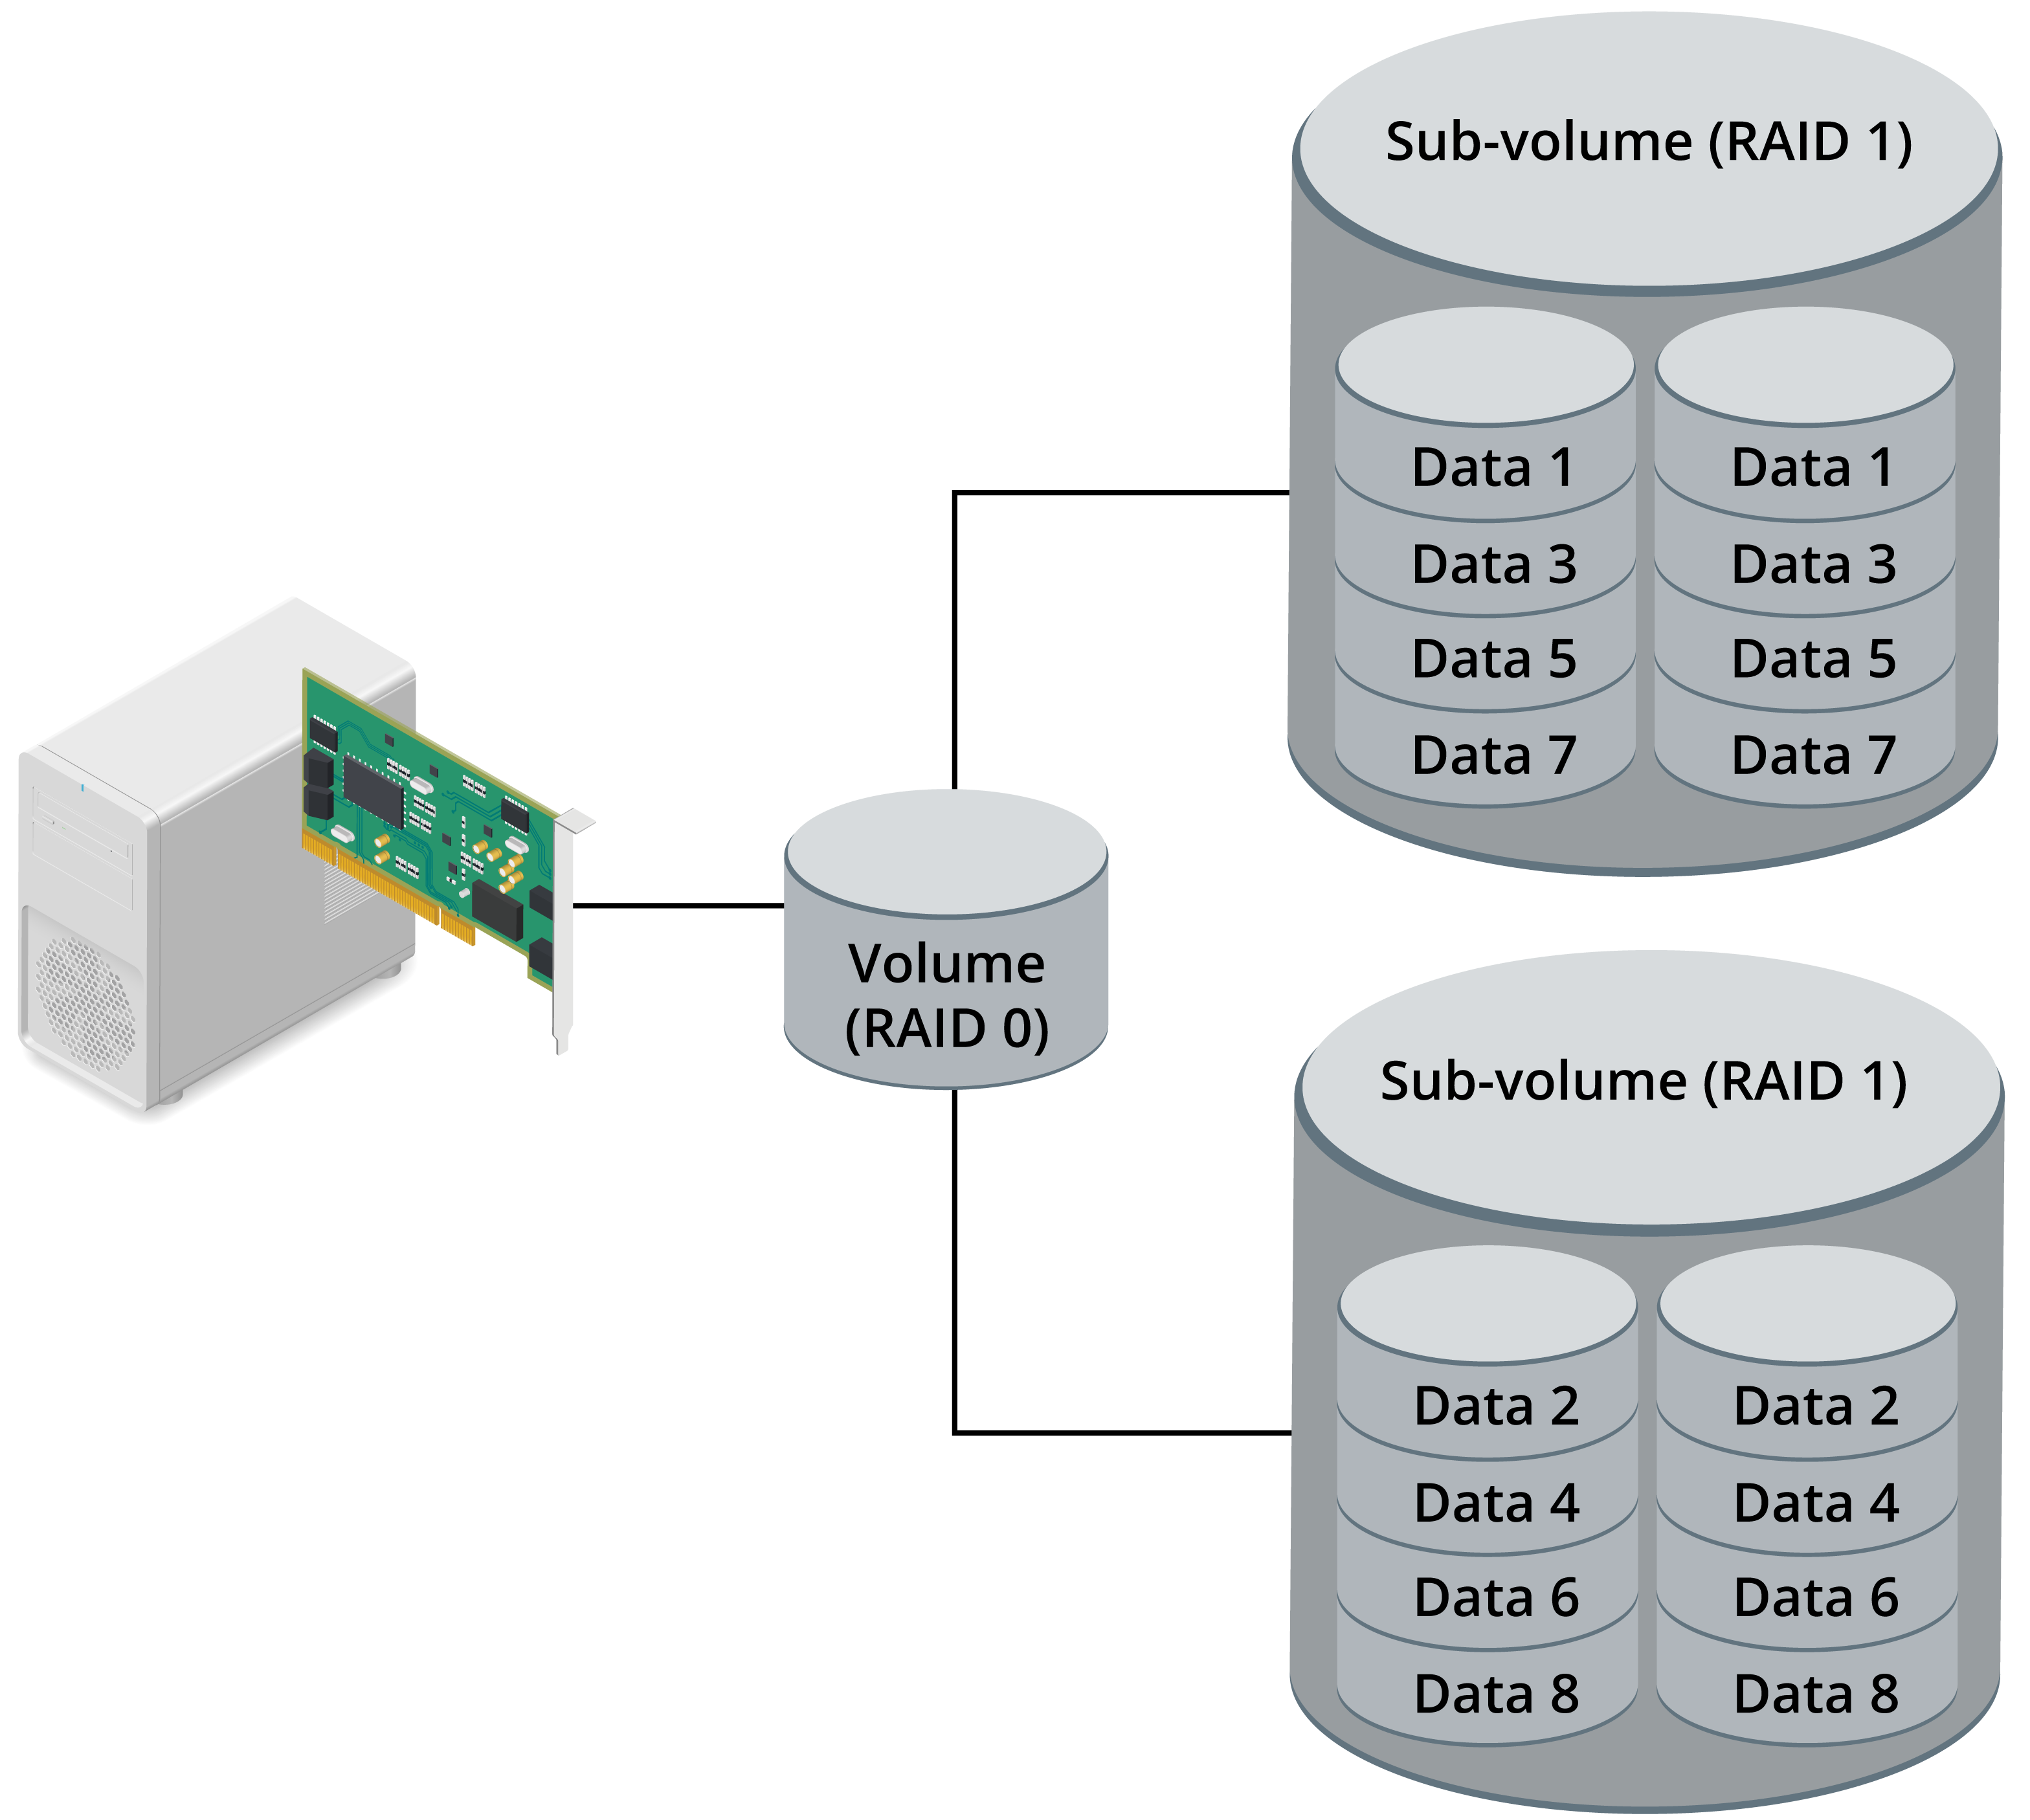 Sub-volume (RAID 1)
Data 1
Data 1
Data 3
Data 3
Data 5
Data 5
Data 7
Data 7
Volume
(RAID 0)
Sub-volume (RAID 1)
Data 2
Data 2
Data 4
Data 4
Data 6
Data 6
Data 8
Data 8